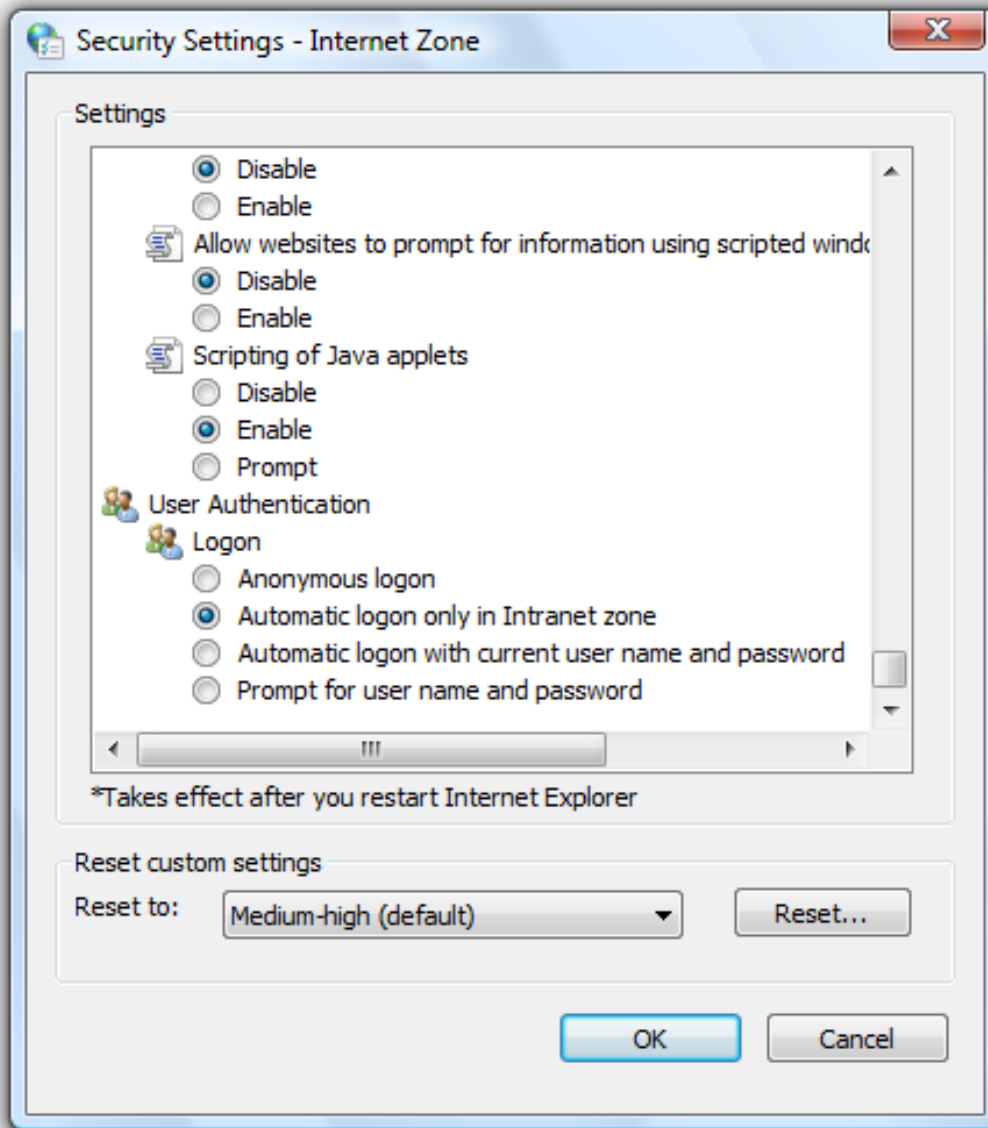 Security Settings - Internet Zone
Settings
Disable
Enable
Allow websites to prompt for information using scripted
Disable
Enable
Scripting of Java applets
Disable
Enable
Prompt
User Authentication
Logon
Anonymous logon
Automatic logon only in Intranet zone
Automatic logon with current user name and password
Prompt for user name and password
*Takes effect after you restart Internet Explorer
Reset custom settings
Reset to:
Medium-high (default)
Reset...
OK
Cancel